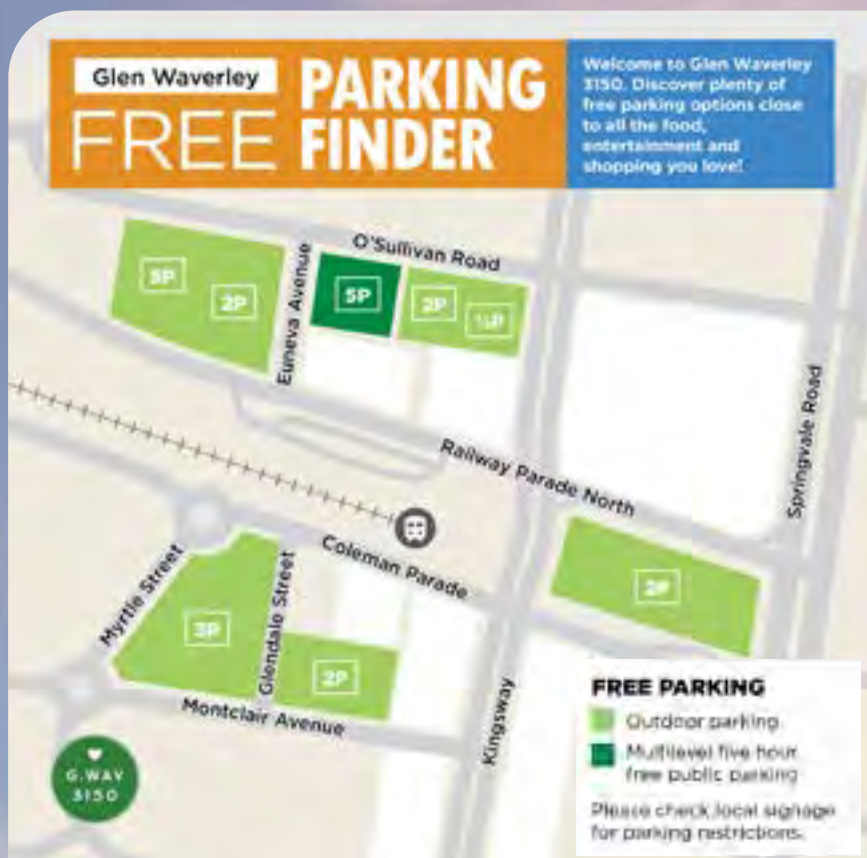 Glen Waverley
FREE
PARKING
FINDER
Welcome to Glen Waverley
3150. Discover plenty of
free parking options close
to all the food,
entertainment and
shopping you love!
O'Sullivan Road
Euneva Avenue
2P
5P
2P
½P
Springvale Road
Railway Parade North
Coleman Parade
2P
Myrtle Street
Glendale Street
2P
Montclair Avenue
Kingsway
G.WAV
3150
FREE PARKING
Outdoor parking
Multilevel five hour
free public parking
Please check local signage
for parking restrictions.